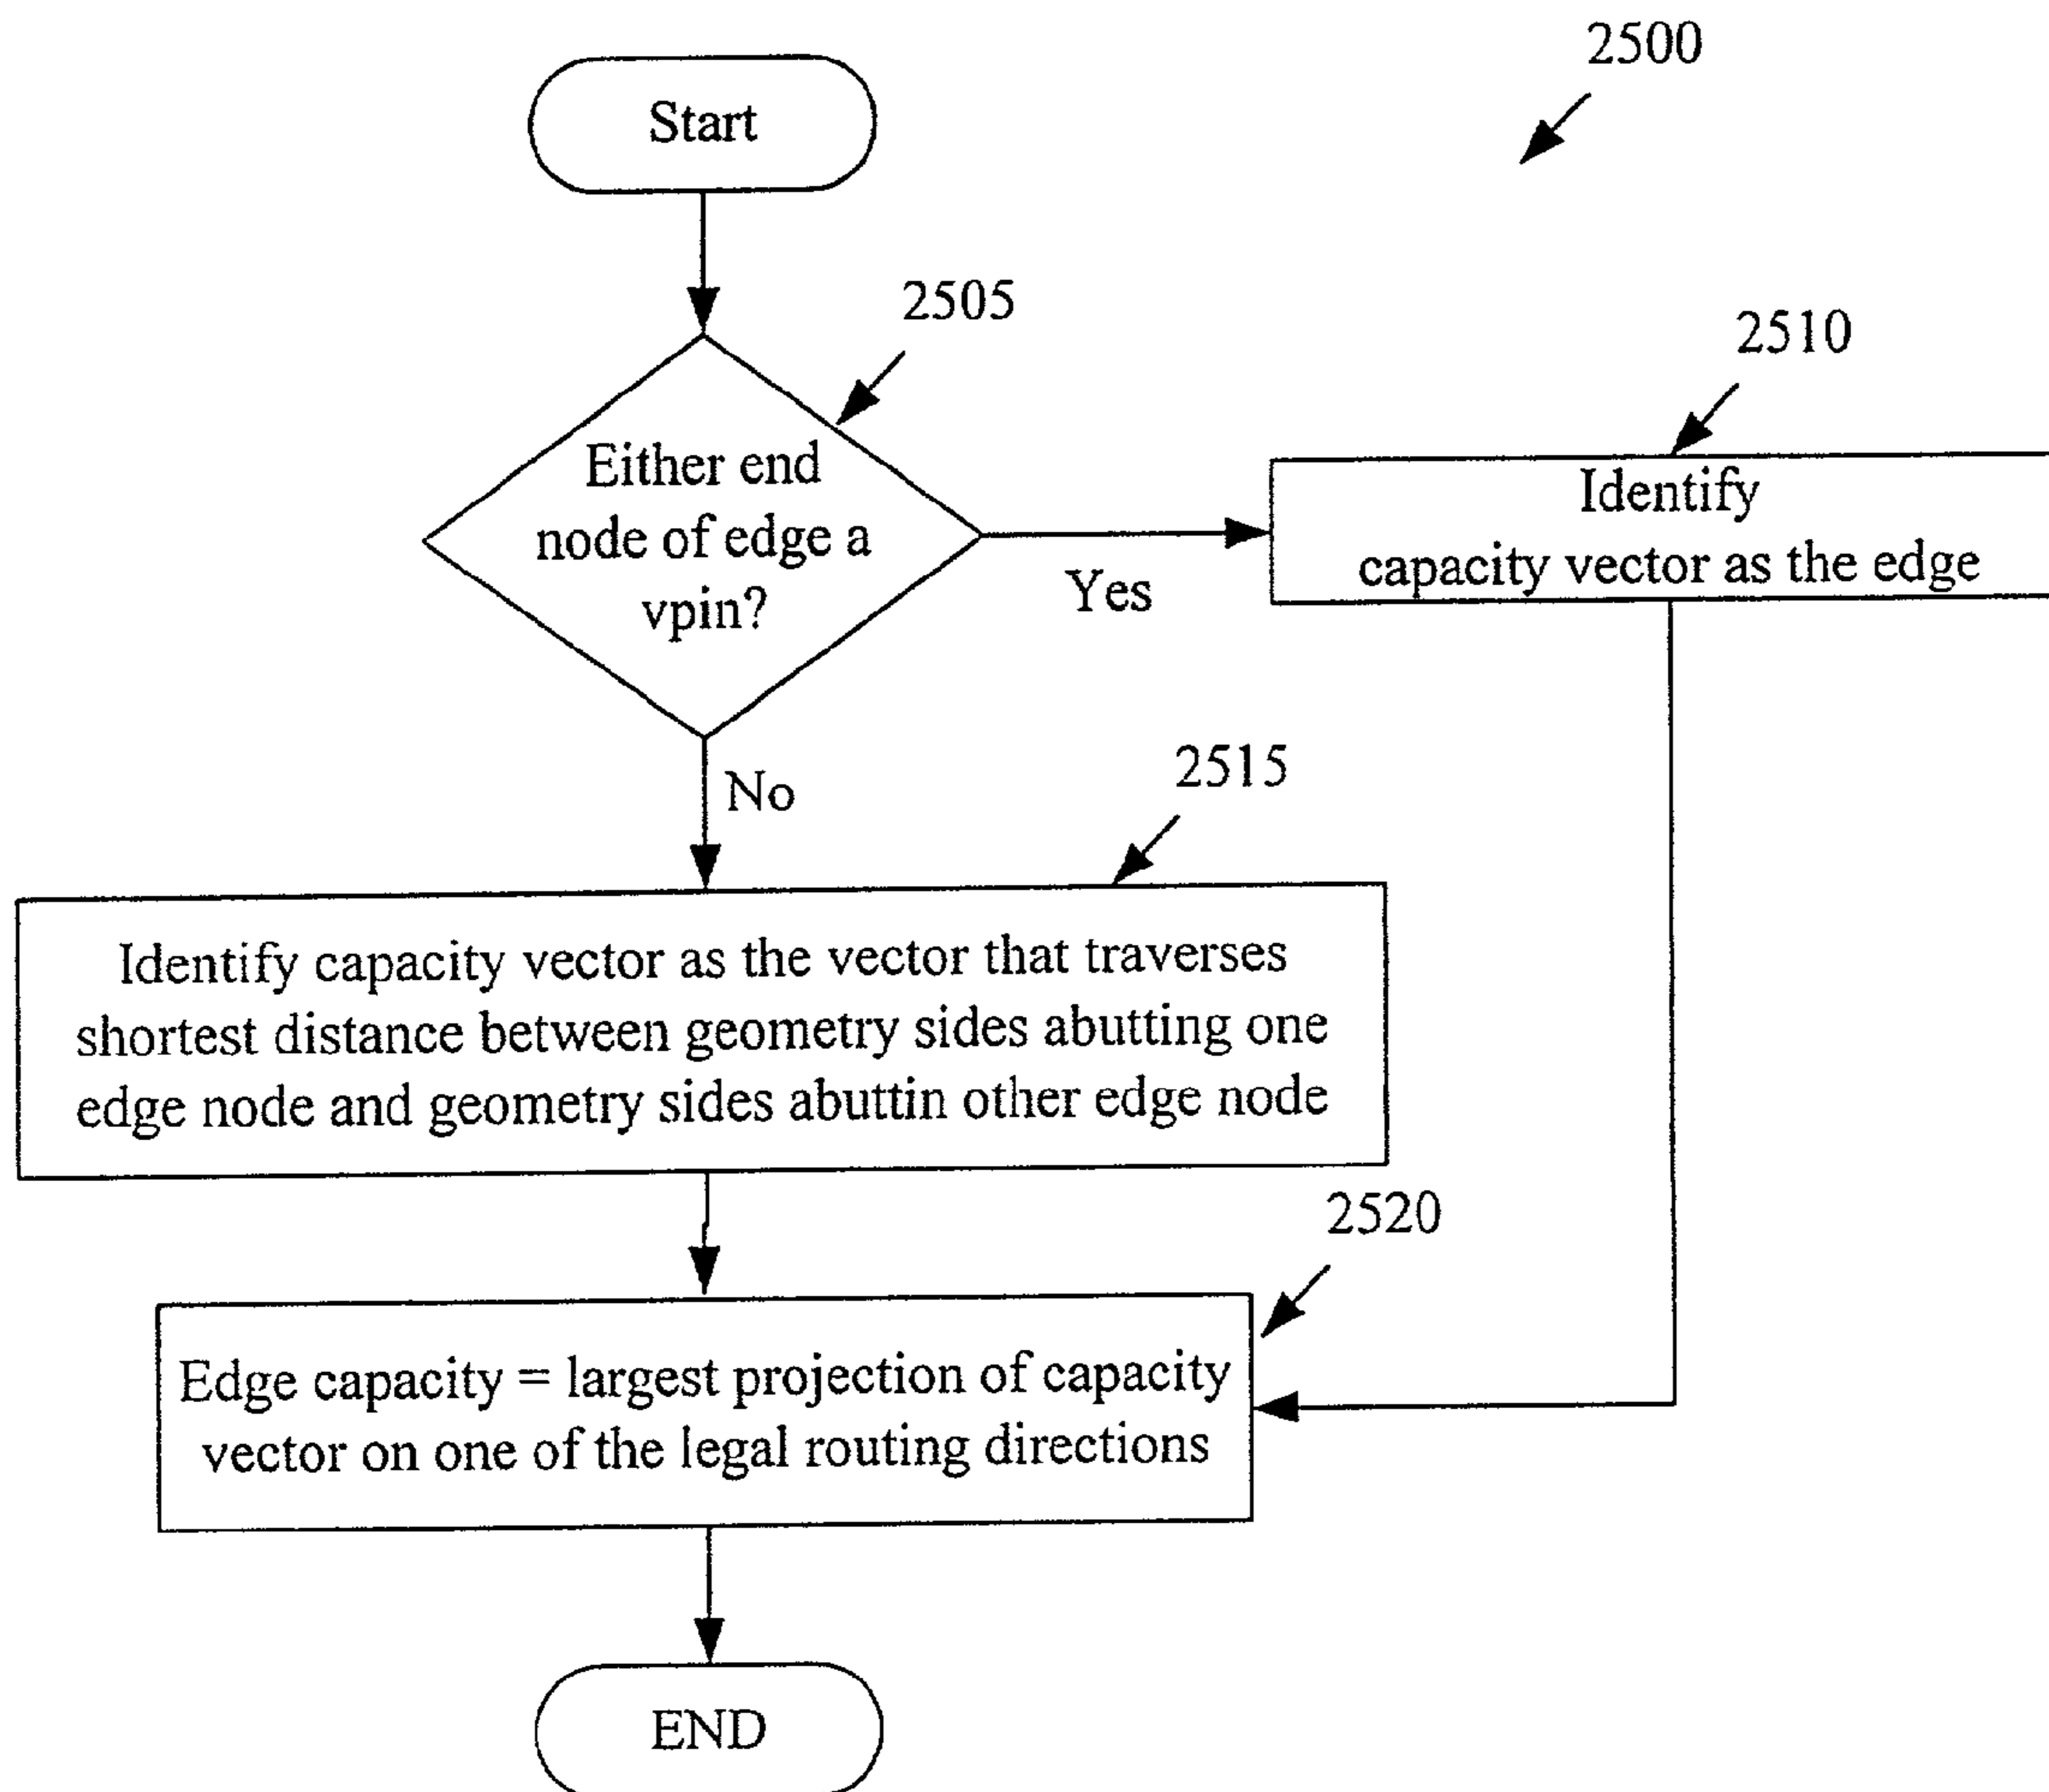 2500
Start
2505
Either end
node of edge a
vpin?
Yes
2510
Identify
capacity vector as the edge
No
2515
Identify capacity vector as the vector that traverses
shortest distance between geometry sides abutting one
edge node and geometry sides abuttin other edge node
2520
Edge capacity = largest projection of capacity
vector on one of the legal routing directions
END